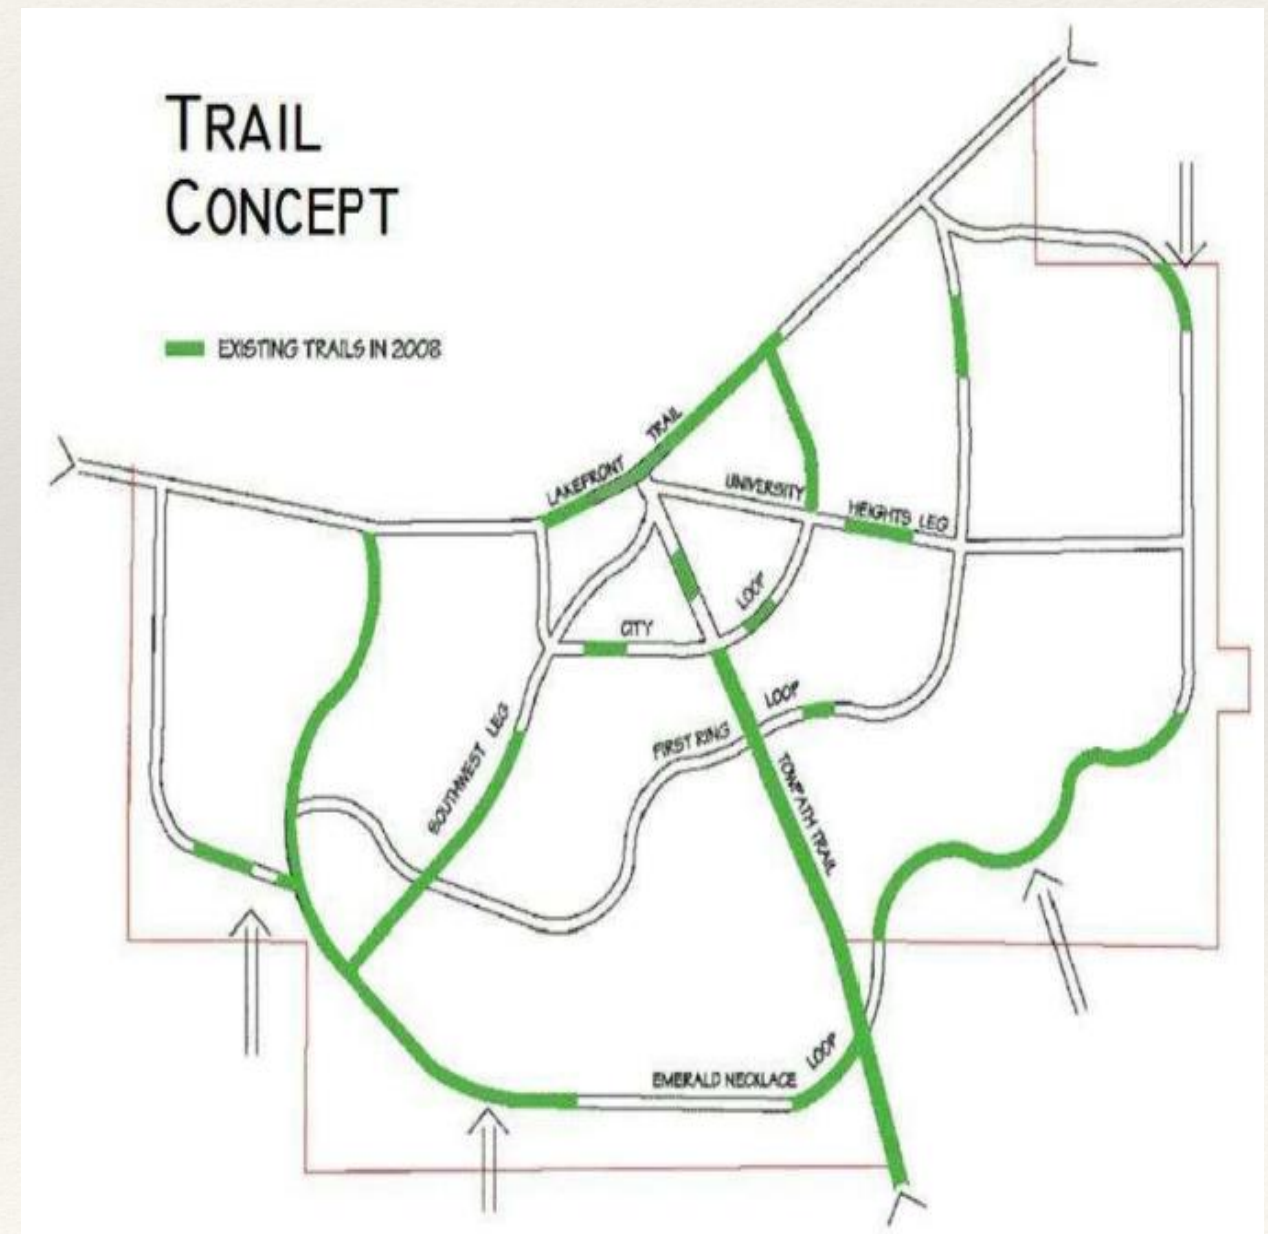 TRAIL
CONCEPT
EXISTING TRAILS IN 2008
LAKEFRONT TRAIL
UNIVERSITY HEIGHTS LEG
CITY LOOP
SOUTHWEST LEG
FIRST RING LOOP
TOWPATH TRAIL
EMERALD NECKLACE LOOP